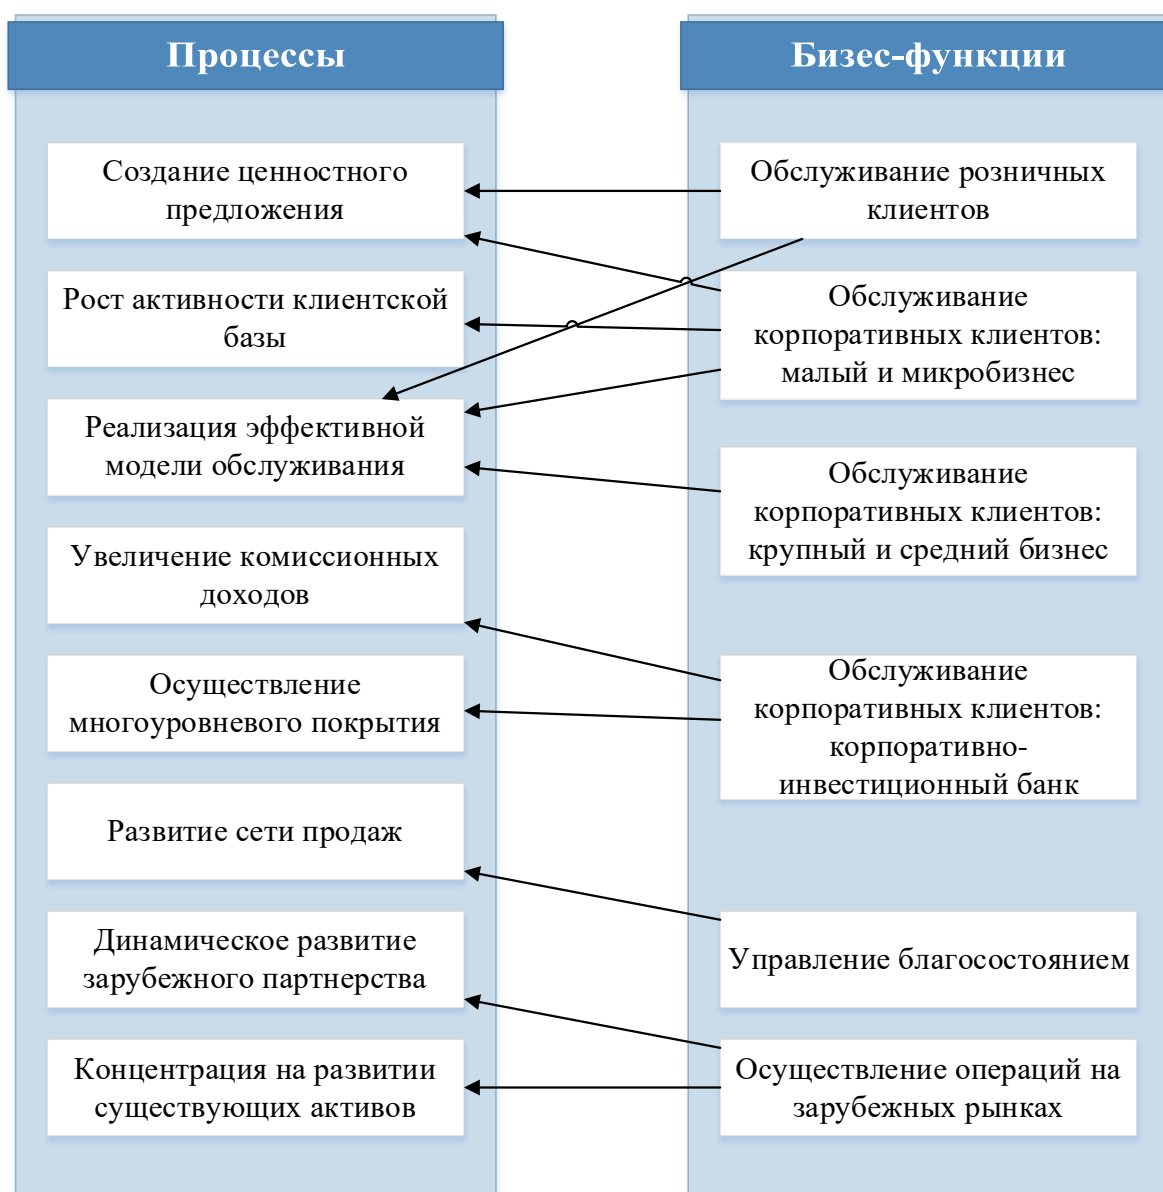 Процессы
Создание ценностного
предложения
Рост активности клиентской
базы
Реализация эффективной
модели обслуживания
Увеличение комиссионных
доходов
Осуществление
многоуровневого покрытия
Развитие сети продаж
Динамическое развитие
зарубежного партнерства
Концентрация на развитии
существующих активов
Бизес-функции
Обслуживание розничных
клиентов
Обслуживание
корпоративных клиентов:
малый и микробизнес
Обслуживание
корпоративных клиентов:
крупный и средний бизнес
Обслуживание
корпоративных клиентов:
корпоративно-
инвестиционный банк
Управление благосостоянием
Осуществление операций на
зарубежных рынках